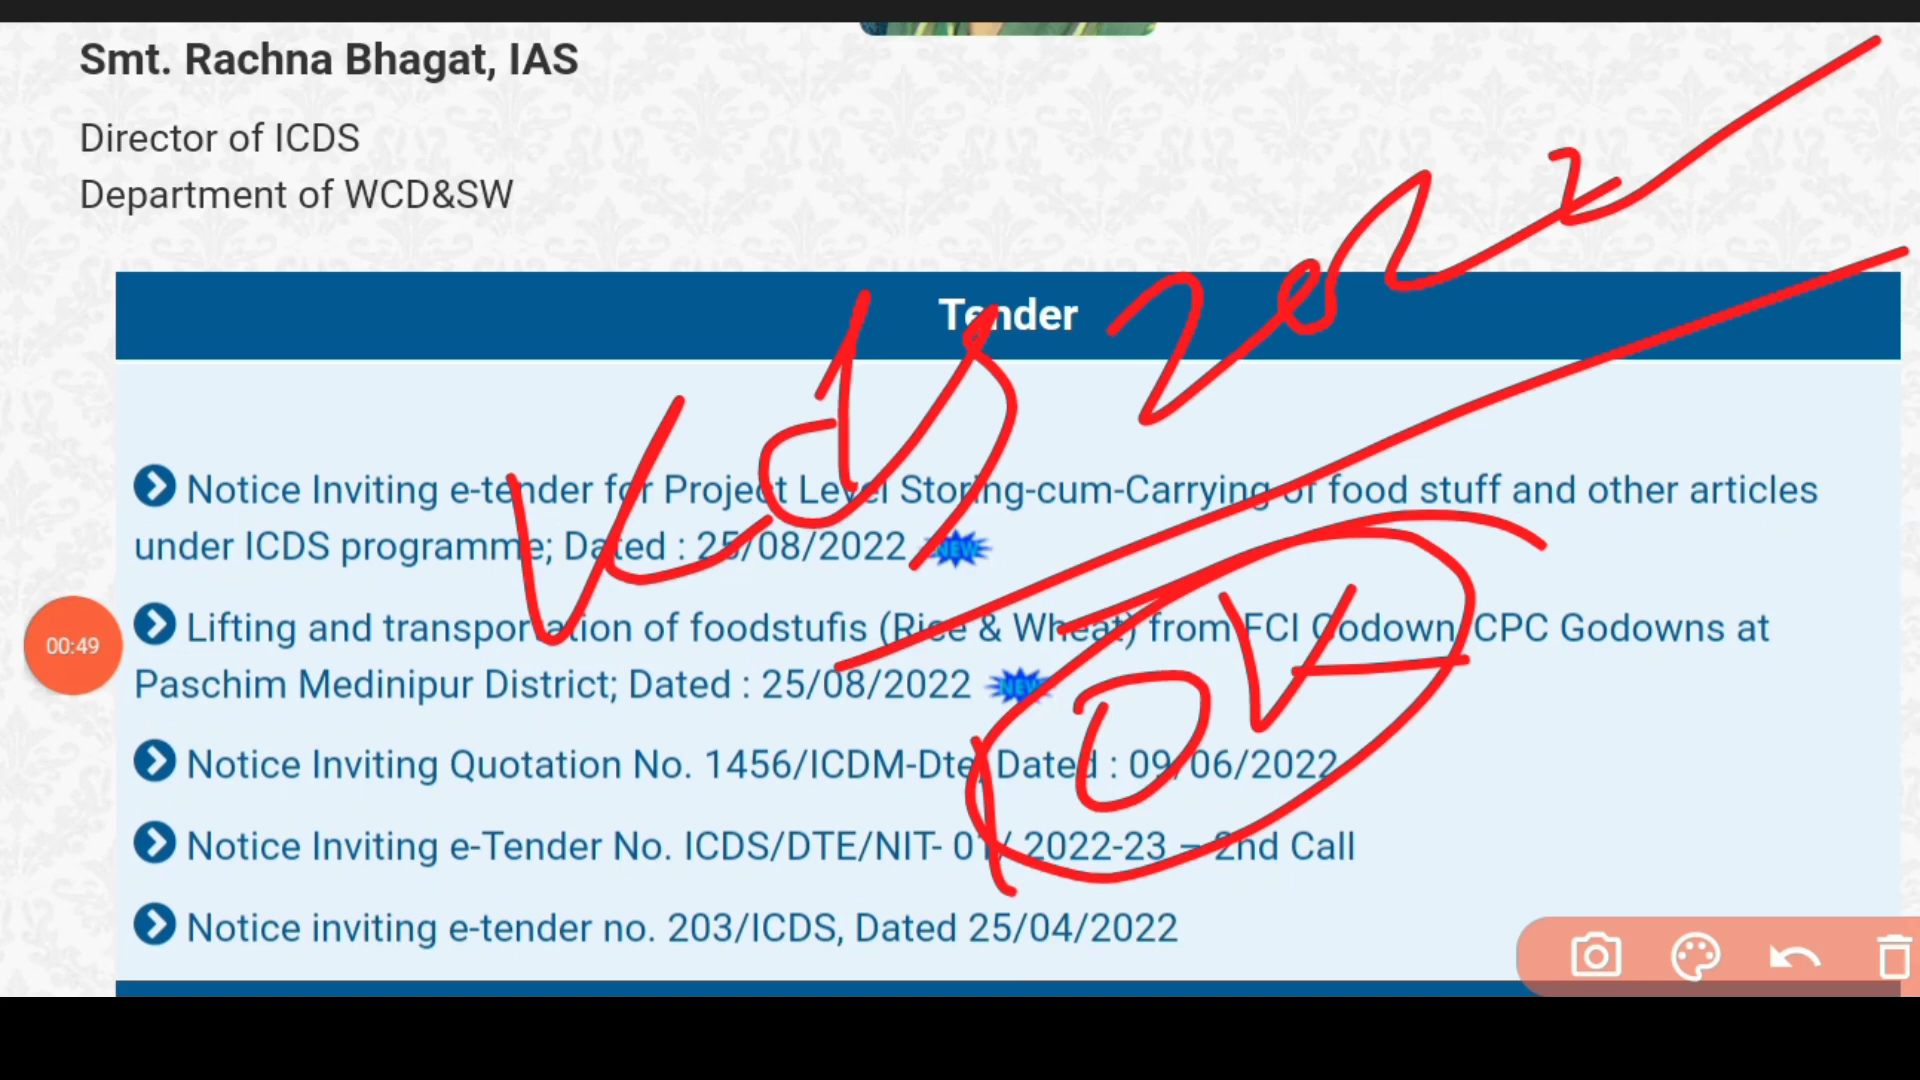 Smt. Rachna Bhagat, IAS
Director of ICDS
Department of WCD&SW
Tender
Notice Inviting e-tender for Project Level Storing-cum-Carrying of food stuff and other articles
under ICDS programme; Dated : 25/08/2022 NEW
Lifting and transportation of foodstufis (Rice & Wheat) from FCI Godown, CPC Godowns at
Paschim Medinipur District; Dated : 25/08/2022 NEW
Notice Inviting Quotation No. 1456/ICDM-Dte, Dated : 09/06/2022
Notice Inviting e-Tender No. ICDS/DTE/NIT- 01/ 2022-23 – 2nd Call
Notice inviting e-tender no. 203/ICDS, Dated 25/04/2022
00:49